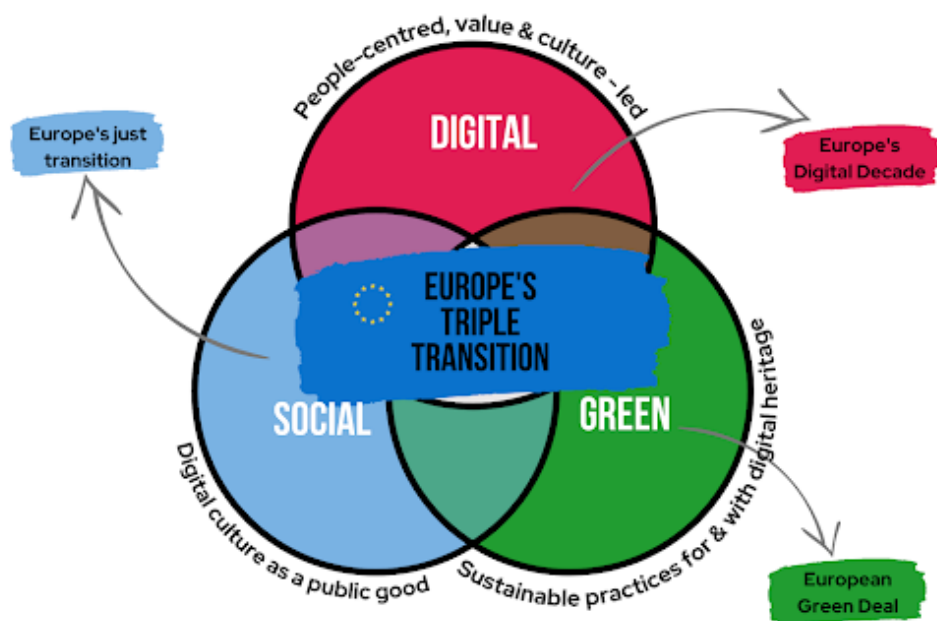 People-centred, value & culture - led
DIGITAL
Europe's just
transition
Europe's
Digital Decade
EUROPE'S
TRIPLE
TRANSITION
SOCIAL
GREEN
Digital culture as a public good
Sustainable practices for & with digital heritage
European
Green Deal